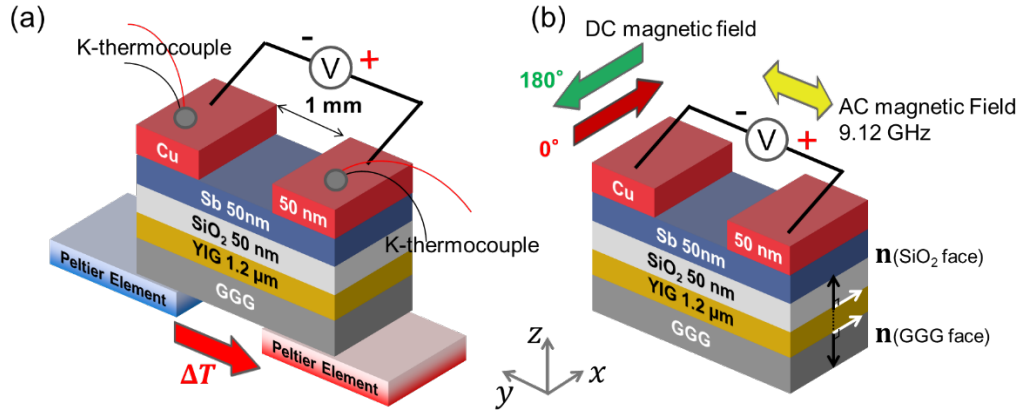 (a)
K-thermocouple
-
V
+
1 mm
Cu
50 nm
Sb 50nm
SiO₂ 50 nm
YIG 1.2 μm
GGG
K-thermocouple
Peltier Element
Peltier Element
ΔT
(b)
DC magnetic field
180°
0°
AC magnetic Field
9.12 GHz
-
V
+
Cu
50 nm
Sb 50nm
SiO₂ 50 nm
YIG 1.2 μm
GGG
n(SiO₂ face)
n(GGG face)
z
y
x